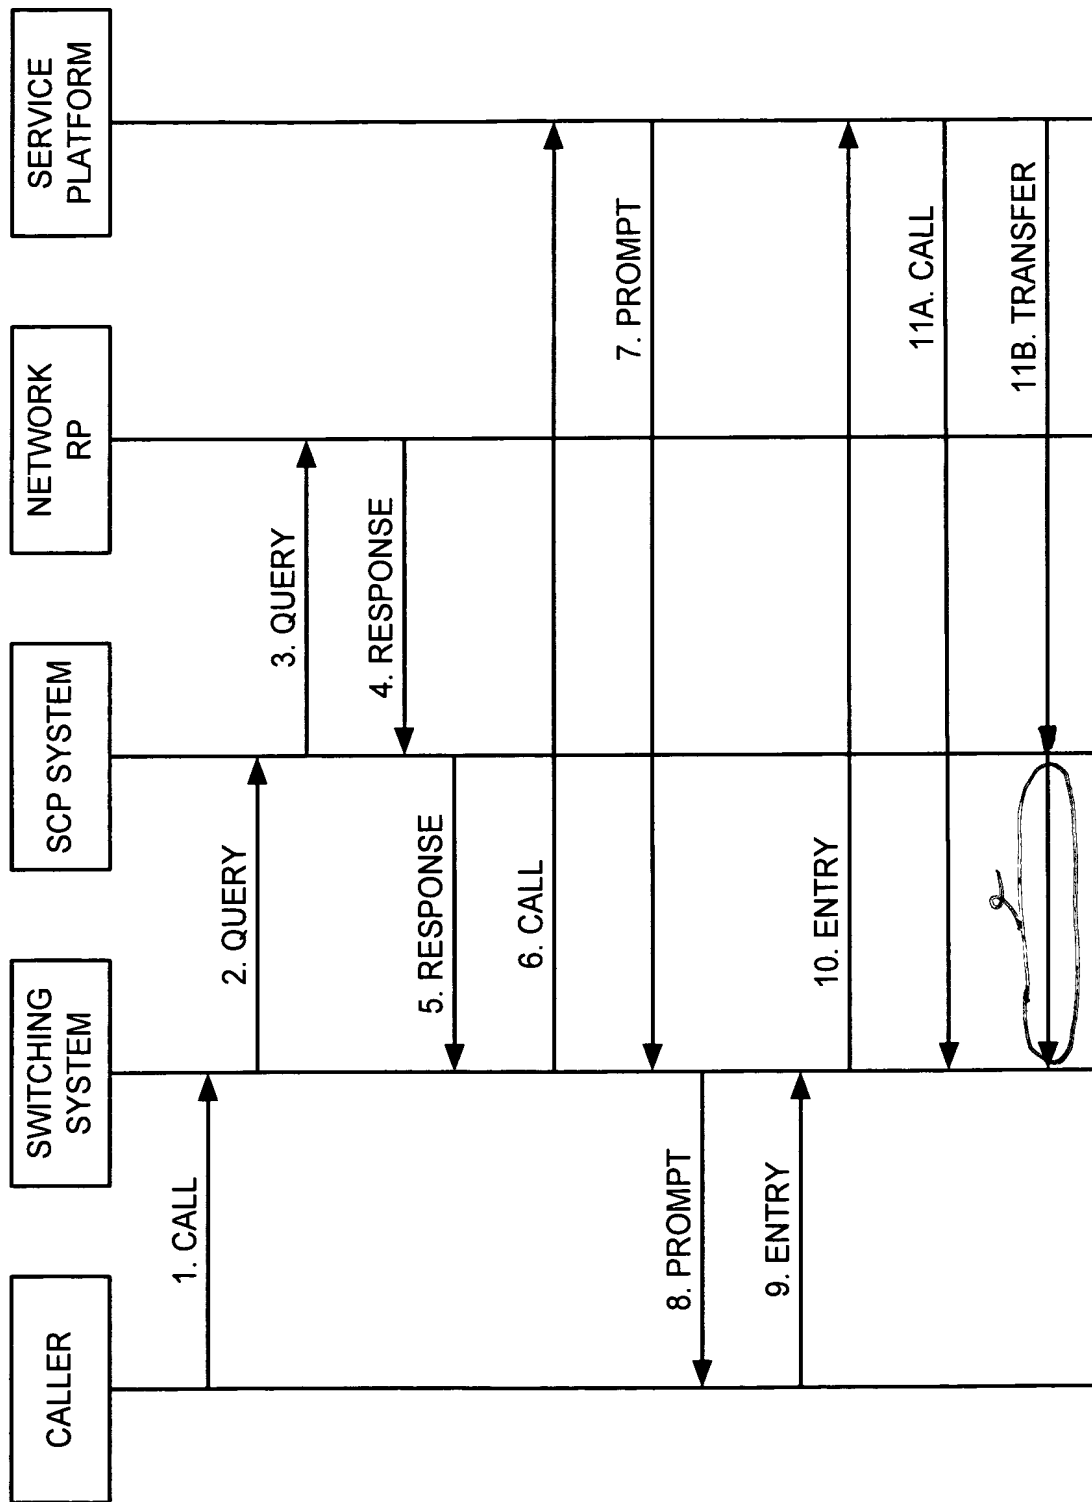 CALLER
SWITCHING
SYSTEM
SCP SYSTEM
NETWORK
RP
SERVICE
PLATFORM
1. CALL
2. QUERY
3. QUERY
4. RESPONSE
5. RESPONSE
6. CALL
7. PROMPT
8. PROMPT
9. ENTRY
10. ENTRY
11A. CALL
11B. TRANSFER